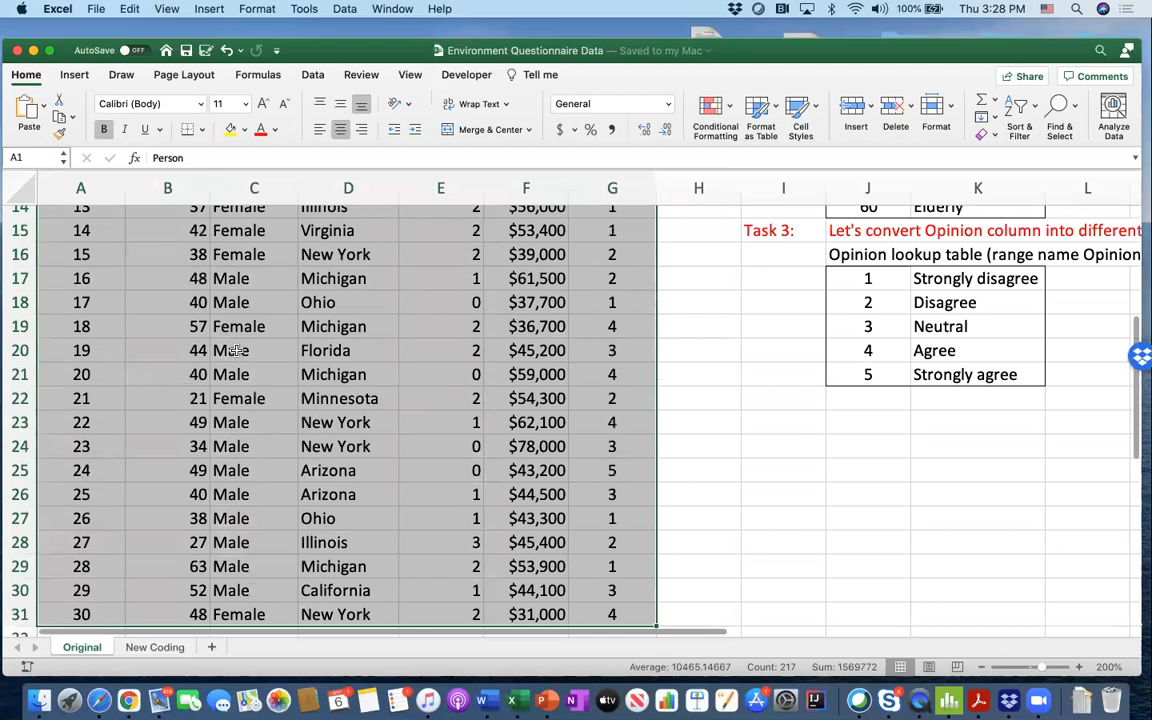 Excel File Edit View Insert Format Tools Data Window Help 100% Thu 3:28 PM
AutoSave OFF Environment Questionnaire Data — Saved to my Mac
Home Insert Draw Page Layout Formulas Data Review View Developer Tell me Share Comments
Paste Calibri (Body) 11 Wrap Text General Conditional Formatting Format as Table Cell Styles Insert Delete Format Sort & Filter Find & Select Analyze Data
B I U Merge & Center $ % 
A1 fx Person
A B C D E F G H I J K L
14 13 37 Female Illinois 2 $56,000 1 60 Elderly
15 14 42 Female Virginia 2 $53,400 1 Task 3: Let's convert Opinion column into different
16 15 38 Female New York 2 $39,000 2 Opinion lookup table (range name Opinion
17 16 48 Male Michigan 1 $61,500 2 1 Strongly disagree
18 17 40 Male Ohio 0 $37,700 1 2 Disagree
19 18 57 Female Michigan 2 $36,700 4 3 Neutral
20 19 44 Male Florida 2 $45,200 3 4 Agree
21 20 40 Male Michigan 0 $59,000 4 5 Strongly agree
22 21 21 Female Minnesota 2 $54,300 2
23 22 49 Male New York 1 $62,100 4
24 23 34 Male New York 0 $78,000 3
25 24 49 Male Arizona 0 $43,200 5
26 25 40 Male Arizona 1 $44,500 3
27 26 38 Male Ohio 1 $43,300 1
28 27 27 Male Illinois 3 $45,400 2
29 28 63 Male Michigan 2 $53,900 1
30 29 52 Male California 1 $44,100 3
31 30 48 Female New York 2 $31,000 4
Original New Coding +
Average: 10465.14667 Count: 217 Sum: 1569772 200%